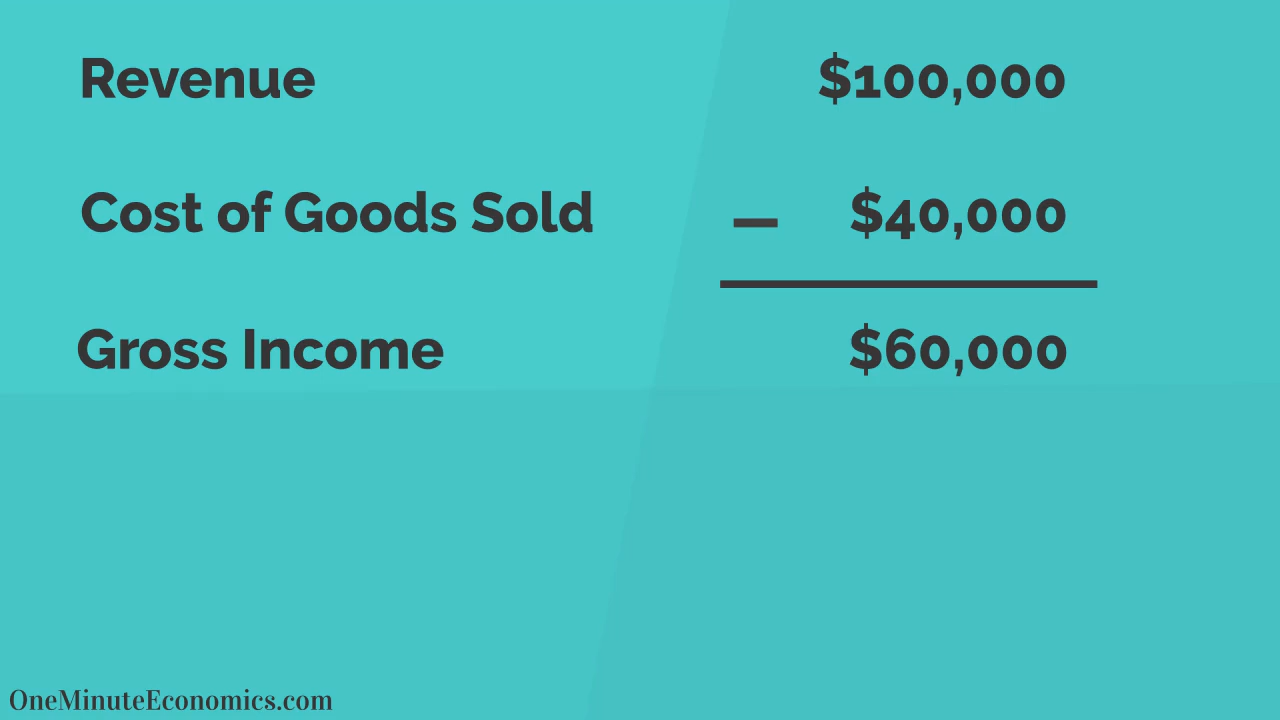 Revenue $100,000
Cost of Goods Sold – $40,000
Gross Income $60,000
OneMinuteEconomics.com